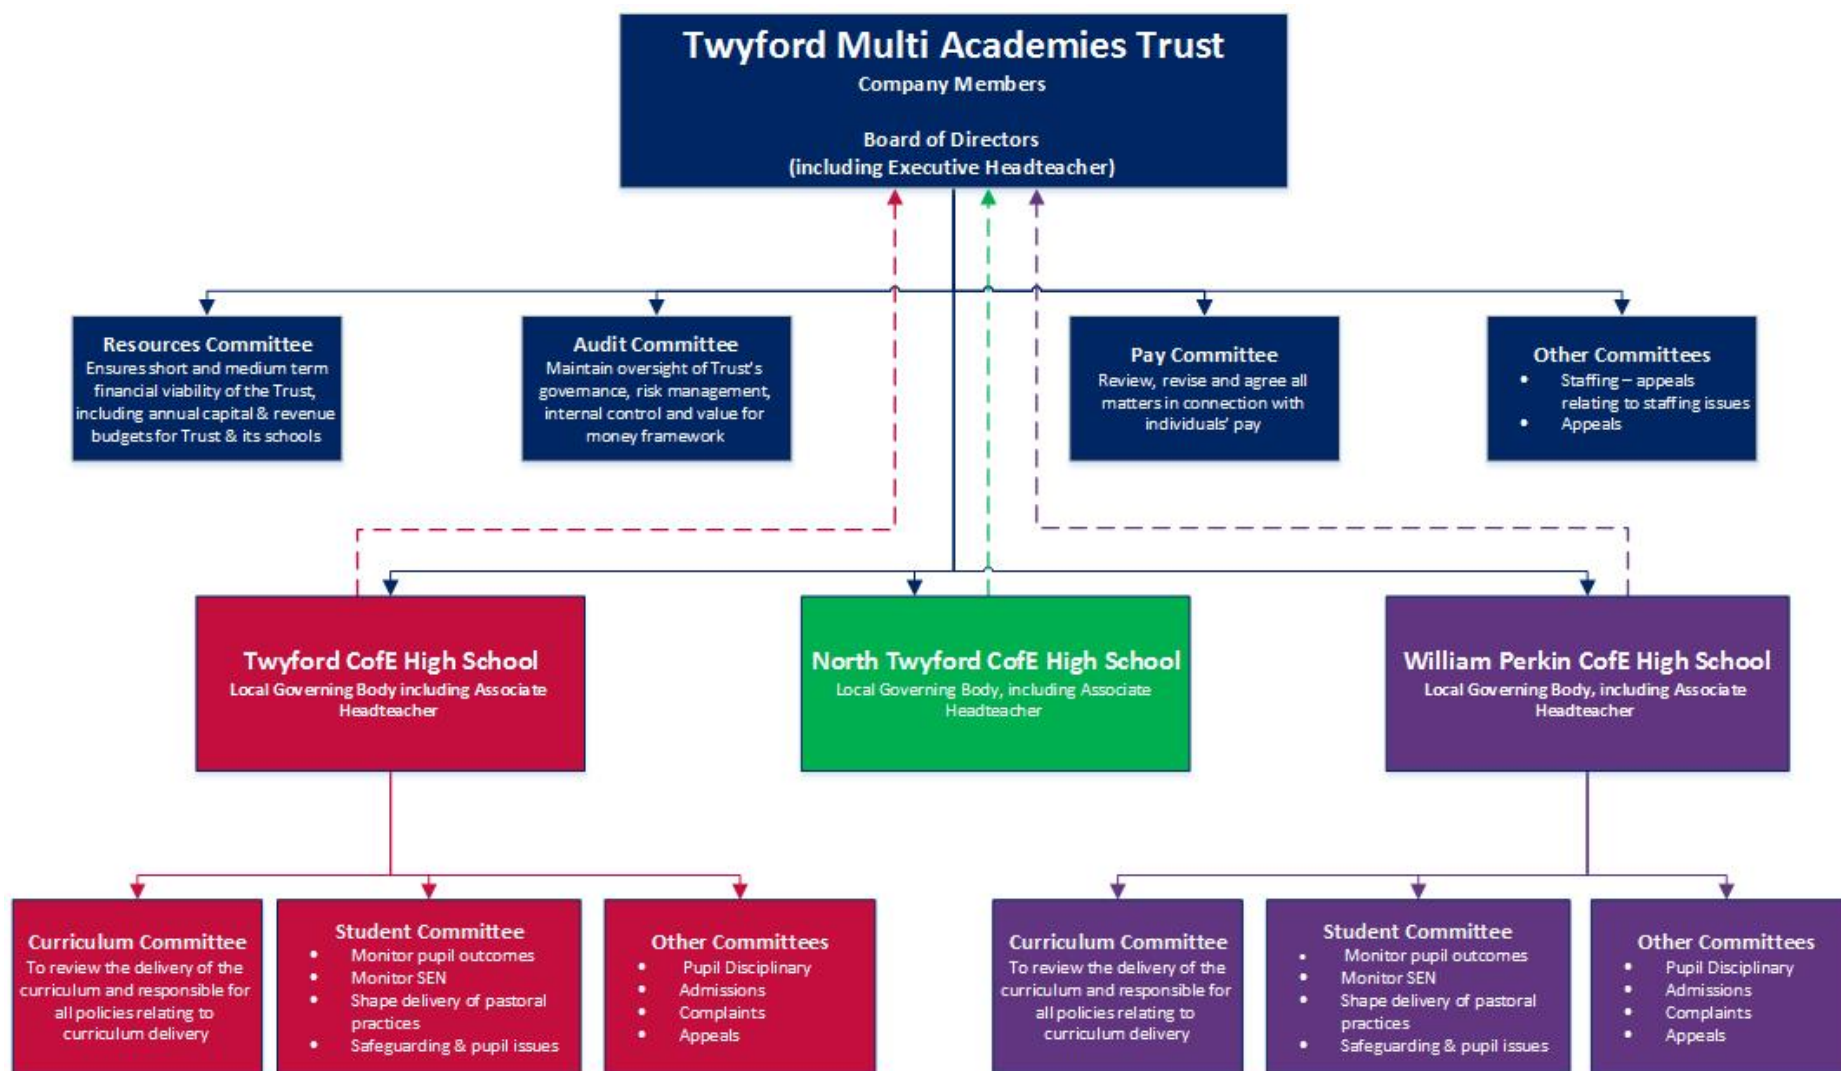 Twyford Multi Academies Trust
Company Members
Board of Directors
(including Executive Headteacher)
Resources Committee
Ensures short and medium term
financial viability of the Trust,
including annual capital & revenue
budgets for Trust & its schools
Audit Committee
Maintain oversight of Trust's
governance, risk management,
internal control and value for
money framework
Pay Committee
Review, revise and agree all
matters in connection with
individuals' pay
Other Committees
• Staffing – appeals
relating to staffing issues
• Appeals
Twyford CofE High School
Local Governing Body including Associate
Headteacher
North Twyford CofE High School
Local Governing Body, including Associate
Headteacher
William Perkin CofE High School
Local Governing Body, including Associate
Headteacher
Curriculum Committee
To review the delivery of the
curriculum and responsible for
all policies relating to
curriculum delivery
Student Committee
• Monitor pupil outcomes
• Monitor SEN
• Shape delivery of pastoral
practices
• Safeguarding & pupil issues
Other Committees
• Pupil Disciplinary
• Admissions
• Complaints
• Appeals
Curriculum Committee
To review the delivery of the
curriculum and responsible for
all policies relating to
curriculum delivery
Student Committee
• Monitor pupil outcomes
• Monitor SEN
• Shape delivery of pastoral
practices
• Safeguarding & pupil issues
Other Committees
• Pupil Disciplinary
• Admissions
• Complaints
• Appeals